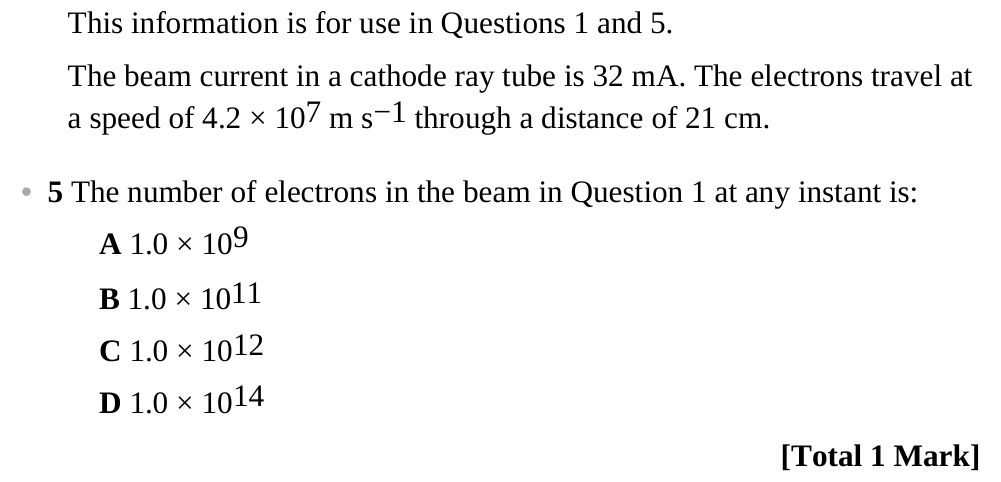 This information is for use in Questions 1 and 5.
The beam current in a cathode ray tube is 32 mA. The electrons travel at
a speed of 4.2 × 10⁷ m s⁻¹ through a distance of 21 cm.
• 5 The number of electrons in the beam in Question 1 at any instant is:
A 1.0 × 10⁹
B 1.0 × 10¹¹
C 1.0 × 10¹²
D 1.0 × 10¹⁴
[Total 1 Mark]